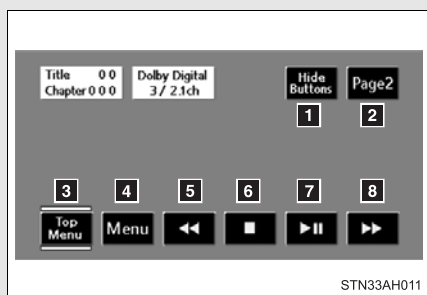 Title 0 0
Chapter 0 0 0
Dolby Digital
3 / 2.1ch
Hide
Buttons
Page2
1
2
3
4
5
6
7
8
Top
Menu
Menu
STN33AH011